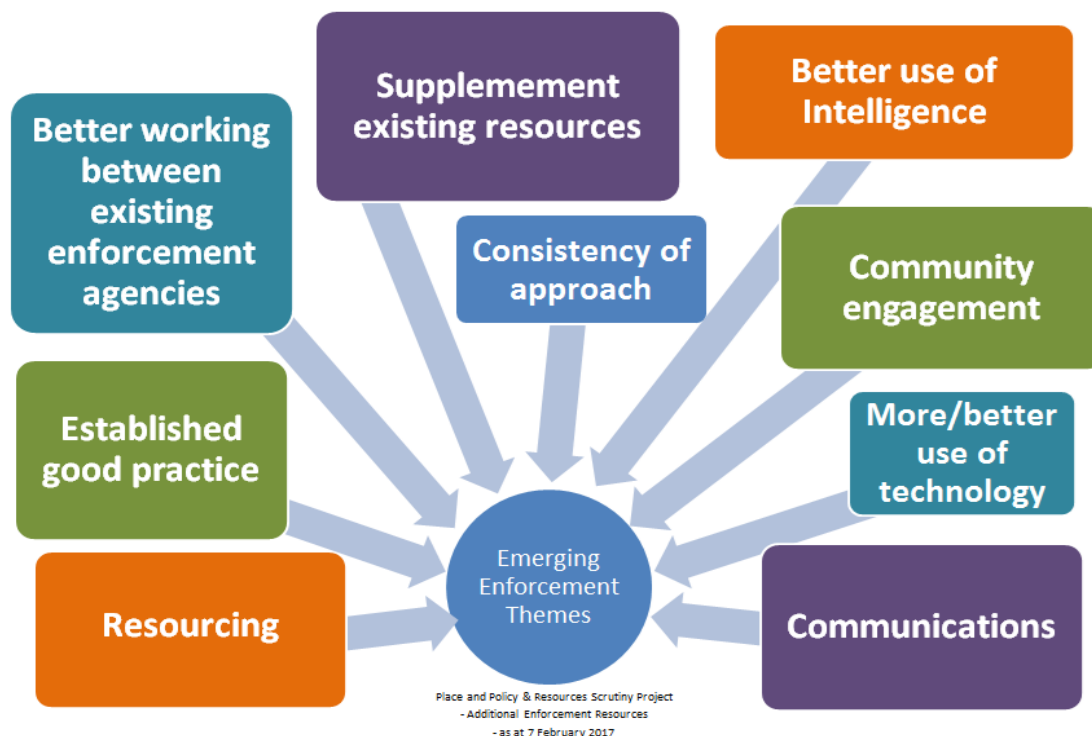 Supplemement
existing resources
Better use of
Intelligence
Better working
between
existing
enforcement
agencies
Consistency of
approach
Community
engagement
Established
good practice
More/better
use of
technology
Resourcing
Emerging
Enforcement
Themes
Communications
Place and Policy & Resources Scrutiny Project
- Additional Enforcement Resources
- as at 7 February 2017